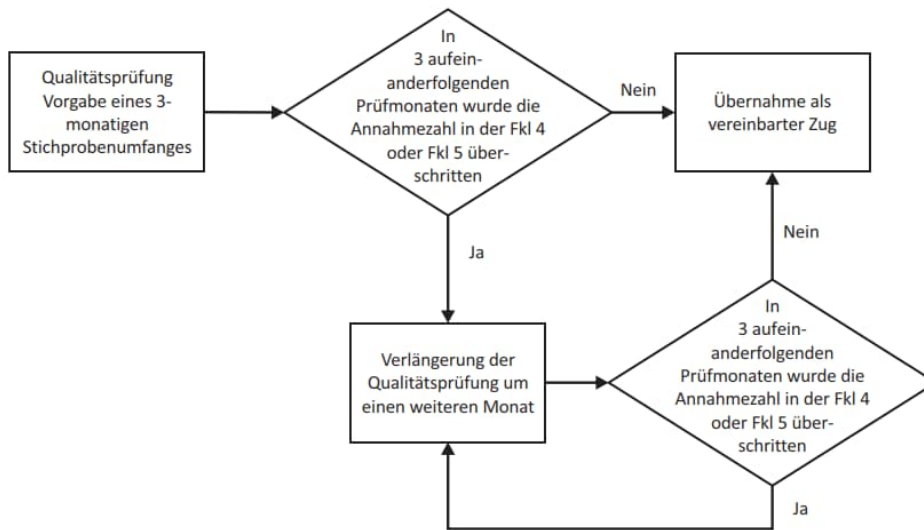 Qualitätsprüfung
Vorgabe eines 3-
monatigen
Stichprobenumfanges
In
3 aufein-
anderfolgenden
Prüfmonaten wurde die
Annahmezahl in der Fkl 4
oder Fkl 5 über-
schritten
Nein
Übernahme als
vereinbarter Zug
Ja
Nein
Verlängerung der
Qualitätsprüfung um
einen weiteren Monat
In
3 aufein-
anderfolgenden
Prüfmonaten wurde die
Annahmezahl in der Fkl 4
oder Fkl 5 über-
schritten
Ja